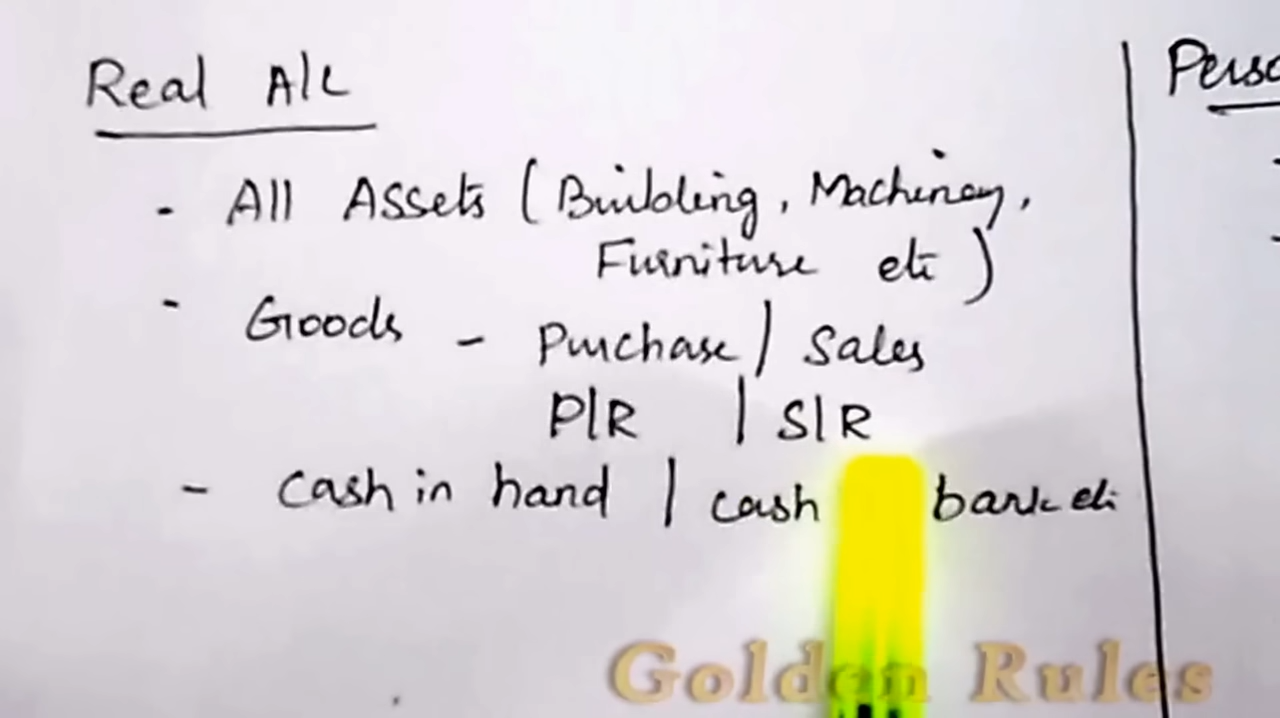 Real A/C
- All Assets (Building, Machinery,
Furniture etc)
- Goods - Purchase / Sales
P/R / S/R
- Cash in hand / cash bank etc
Golden Rules